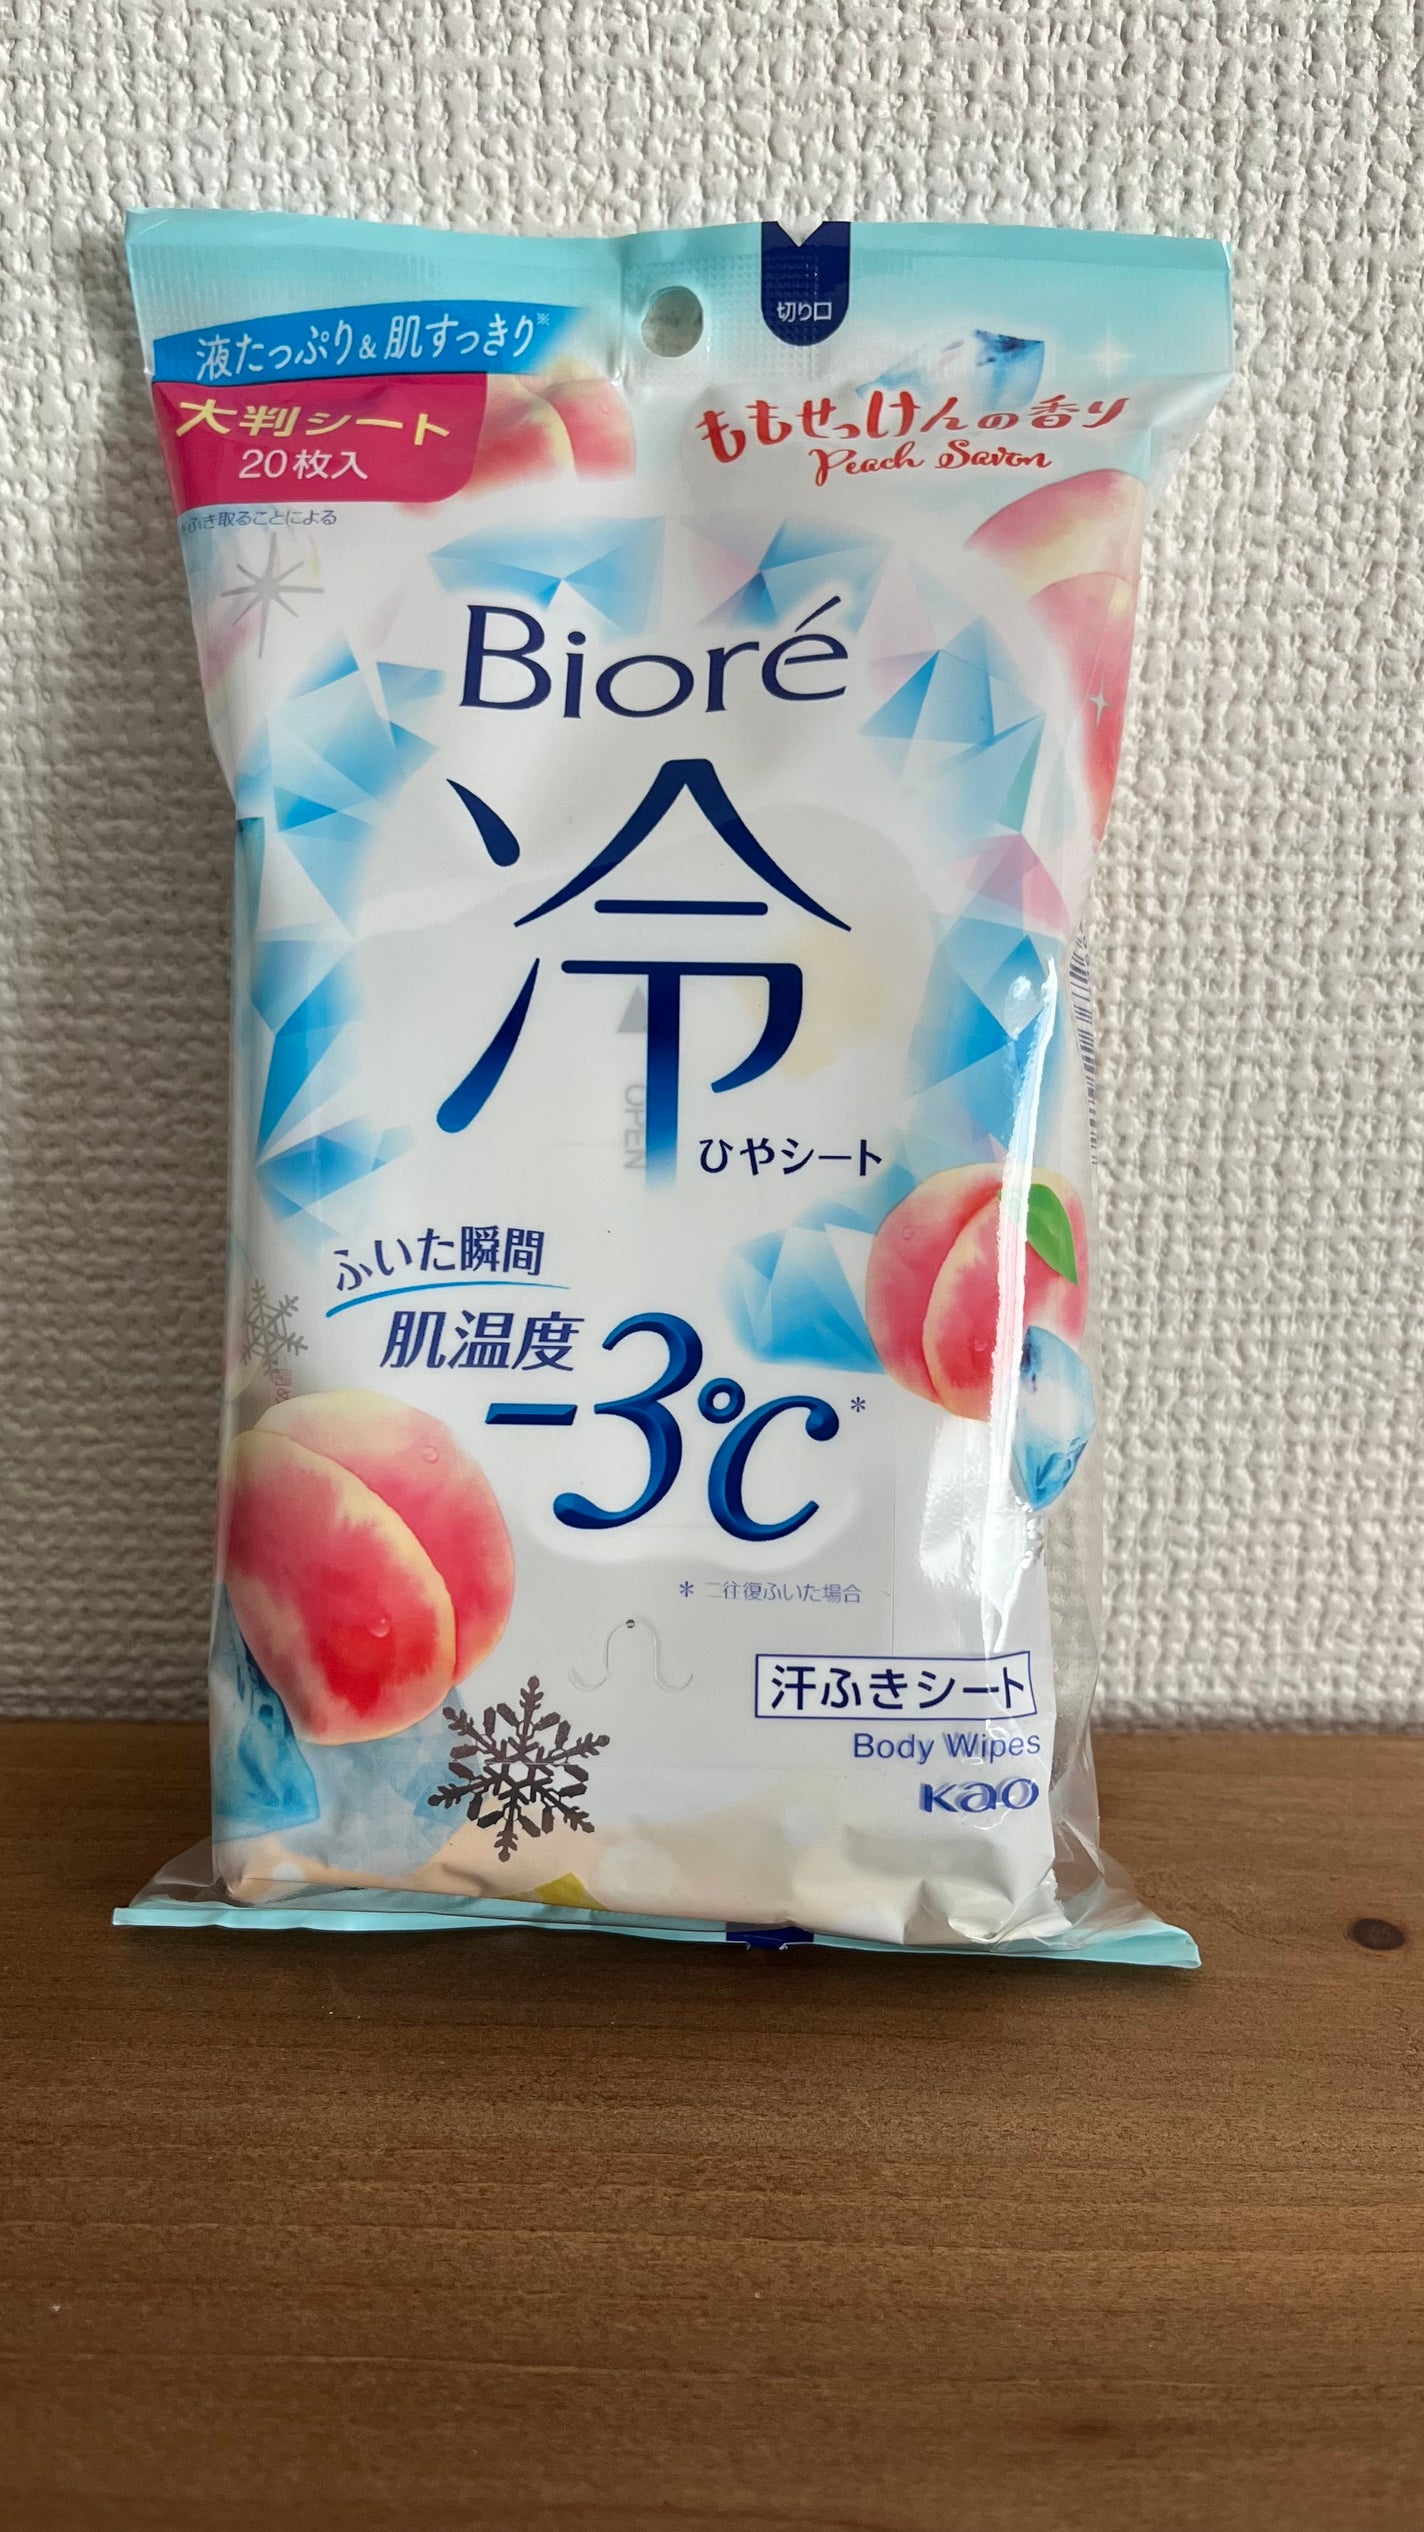 切り口
液たっぷり&肌すっきり※
大判シート
20枚入
ふき取ることによる
ももせっけんの香り
Peach Savon
Bioré
冷
ひやシート
OPEN
ふいた瞬間
肌温度
-3℃*
* 二往復ふいた場合
汗ふきシート
Body Wipes
Kao